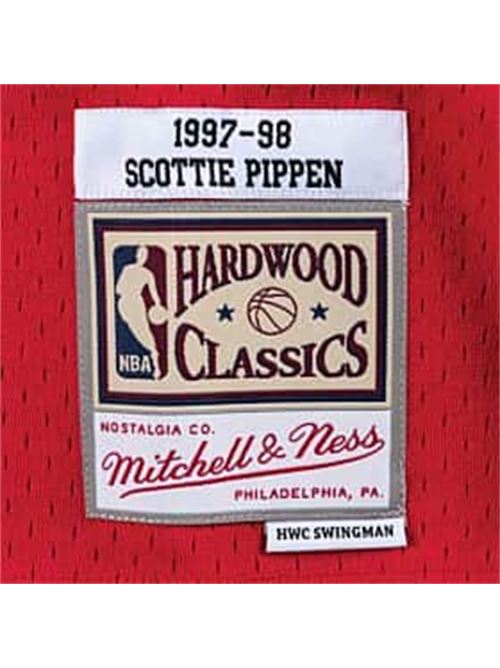 1997-98
SCOTTIE PIPPEN
HARDWOOD
CLASSICS
NBA
NOSTALGIA CO.
Mitchell & Ness
PHILADELPHIA, PA.
HWC SWINGMAN